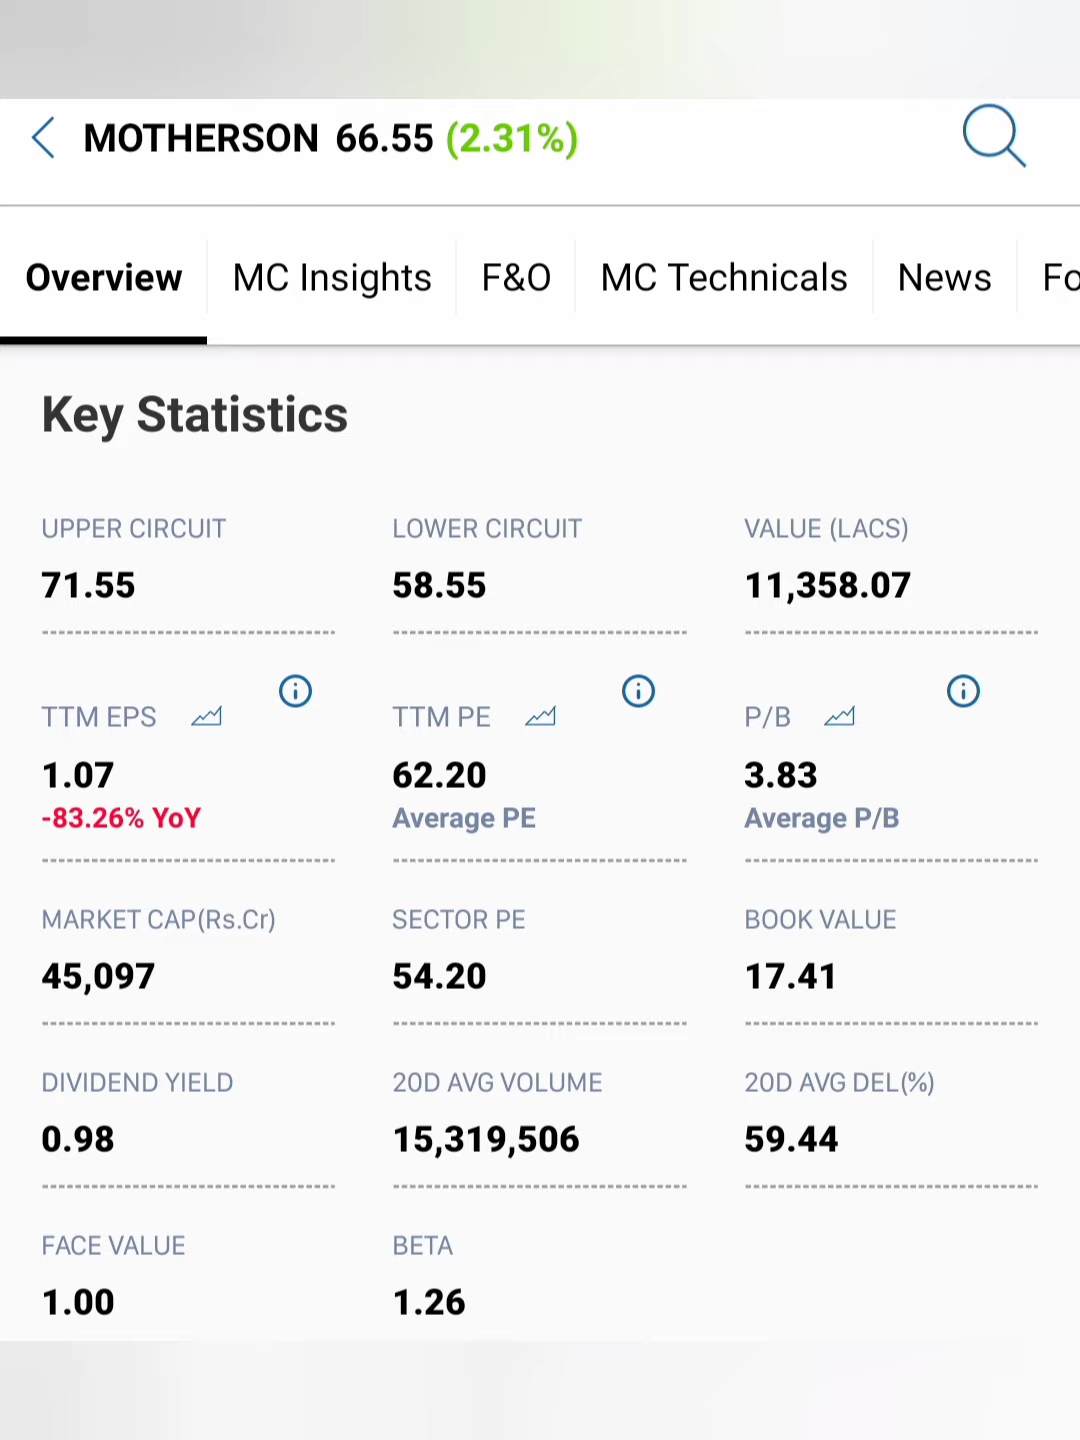 MOTHERSON 66.55 (2.31%)
Overview MC Insights F&O MC Technicals News Fo
Key Statistics
UPPER CIRCUIT LOWER CIRCUIT VALUE (LACS)
71.55 58.55 11,358.07
TTM EPS TTM PE P/B
1.07 62.20 3.83
-83.26% YoY Average PE Average P/B
MARKET CAP(Rs.Cr) SECTOR PE BOOK VALUE
45,097 54.20 17.41
DIVIDEND YIELD 20D AVG VOLUME 20D AVG DEL(%)
0.98 15,319,506 59.44
FACE VALUE BETA
1.00 1.26